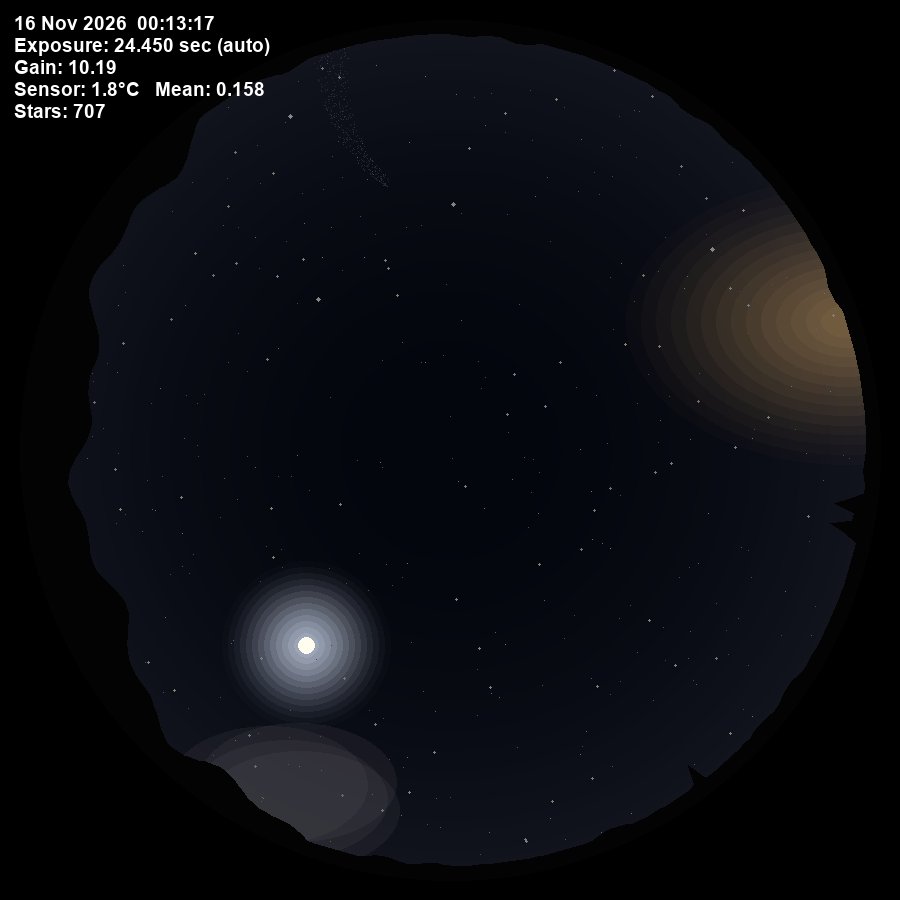 16 Nov 2026  00:13:17
Exposure: 24.450 sec (auto)
Gain: 10.19
Sensor: 1.8°C   Mean: 0.158
Stars: 707